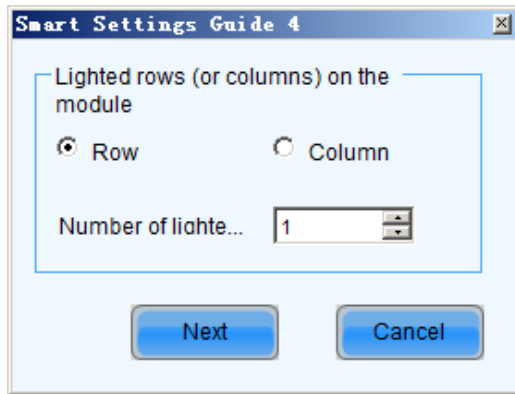 Smart Settings Guide 4
Lighted rows (or columns) on the
module
Row Column
Number of lighte... 1
Next Cancel